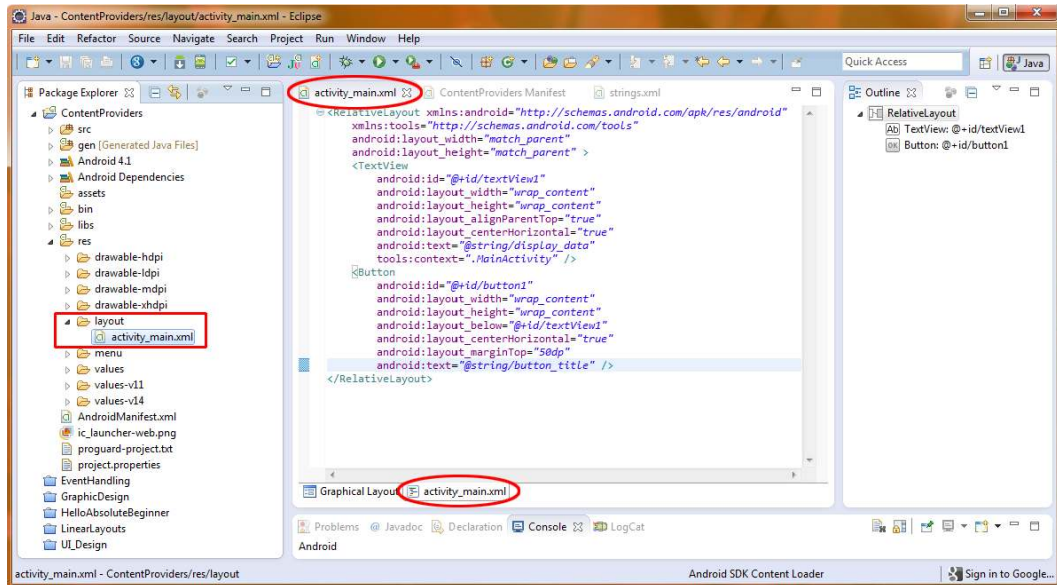 Java - ContentProviders/res/layout/activity_main.xml - Eclipse
File Edit Refactor Source Navigate Search Project Run Window Help
Quick Access
Java
Package Explorer
ContentProviders
src
gen [Generated Java Files]
Android 4.1
Android Dependencies
assets
bin
libs
res
drawable-hdpi
drawable-ldpi
drawable-mdpi
drawable-xhdpi
layout
activity_main.xml
menu
values
values-v11
values-v14
AndroidManifest.xml
ic_launcher-web.png
proguard-project.txt
project.properties
EventHandling
GraphicDesign
HelloAbsoluteBeginner
LinearLayouts
UI_Design
activity_main.xml ContentProviders Manifest strings.xml
<RelativeLayout xmlns:android="http://schemas.android.com/apk/res/android"
xmlns:tools="http://schemas.android.com/tools"
android:layout_width="match_parent"
android:layout_height="match_parent" >
<TextView
android:id="@+id/textView1"
android:layout_width="wrap_content"
android:layout_height="wrap_content"
android:layout_alignParentTop="true"
android:layout_centerHorizontal="true"
android:text="@string/display_data"
tools:context=".MainActivity" />
<Button
android:id="@+id/button1"
android:layout_width="wrap_content"
android:layout_height="wrap_content"
android:layout_below="@+id/textView1"
android:layout_centerHorizontal="true"
android:layout_marginTop="50dp"
android:text="@string/button_title" />
</RelativeLayout>
Graphical Layout activity_main.xml
Outline
RelativeLayout
Ab TextView: @+id/textView1
OK Button: @+id/button1
Problems @ Javadoc Declaration Console LogCat
Android
activity_main.xml - ContentProviders/res/layout
Android SDK Content Loader
Sign in to Google...